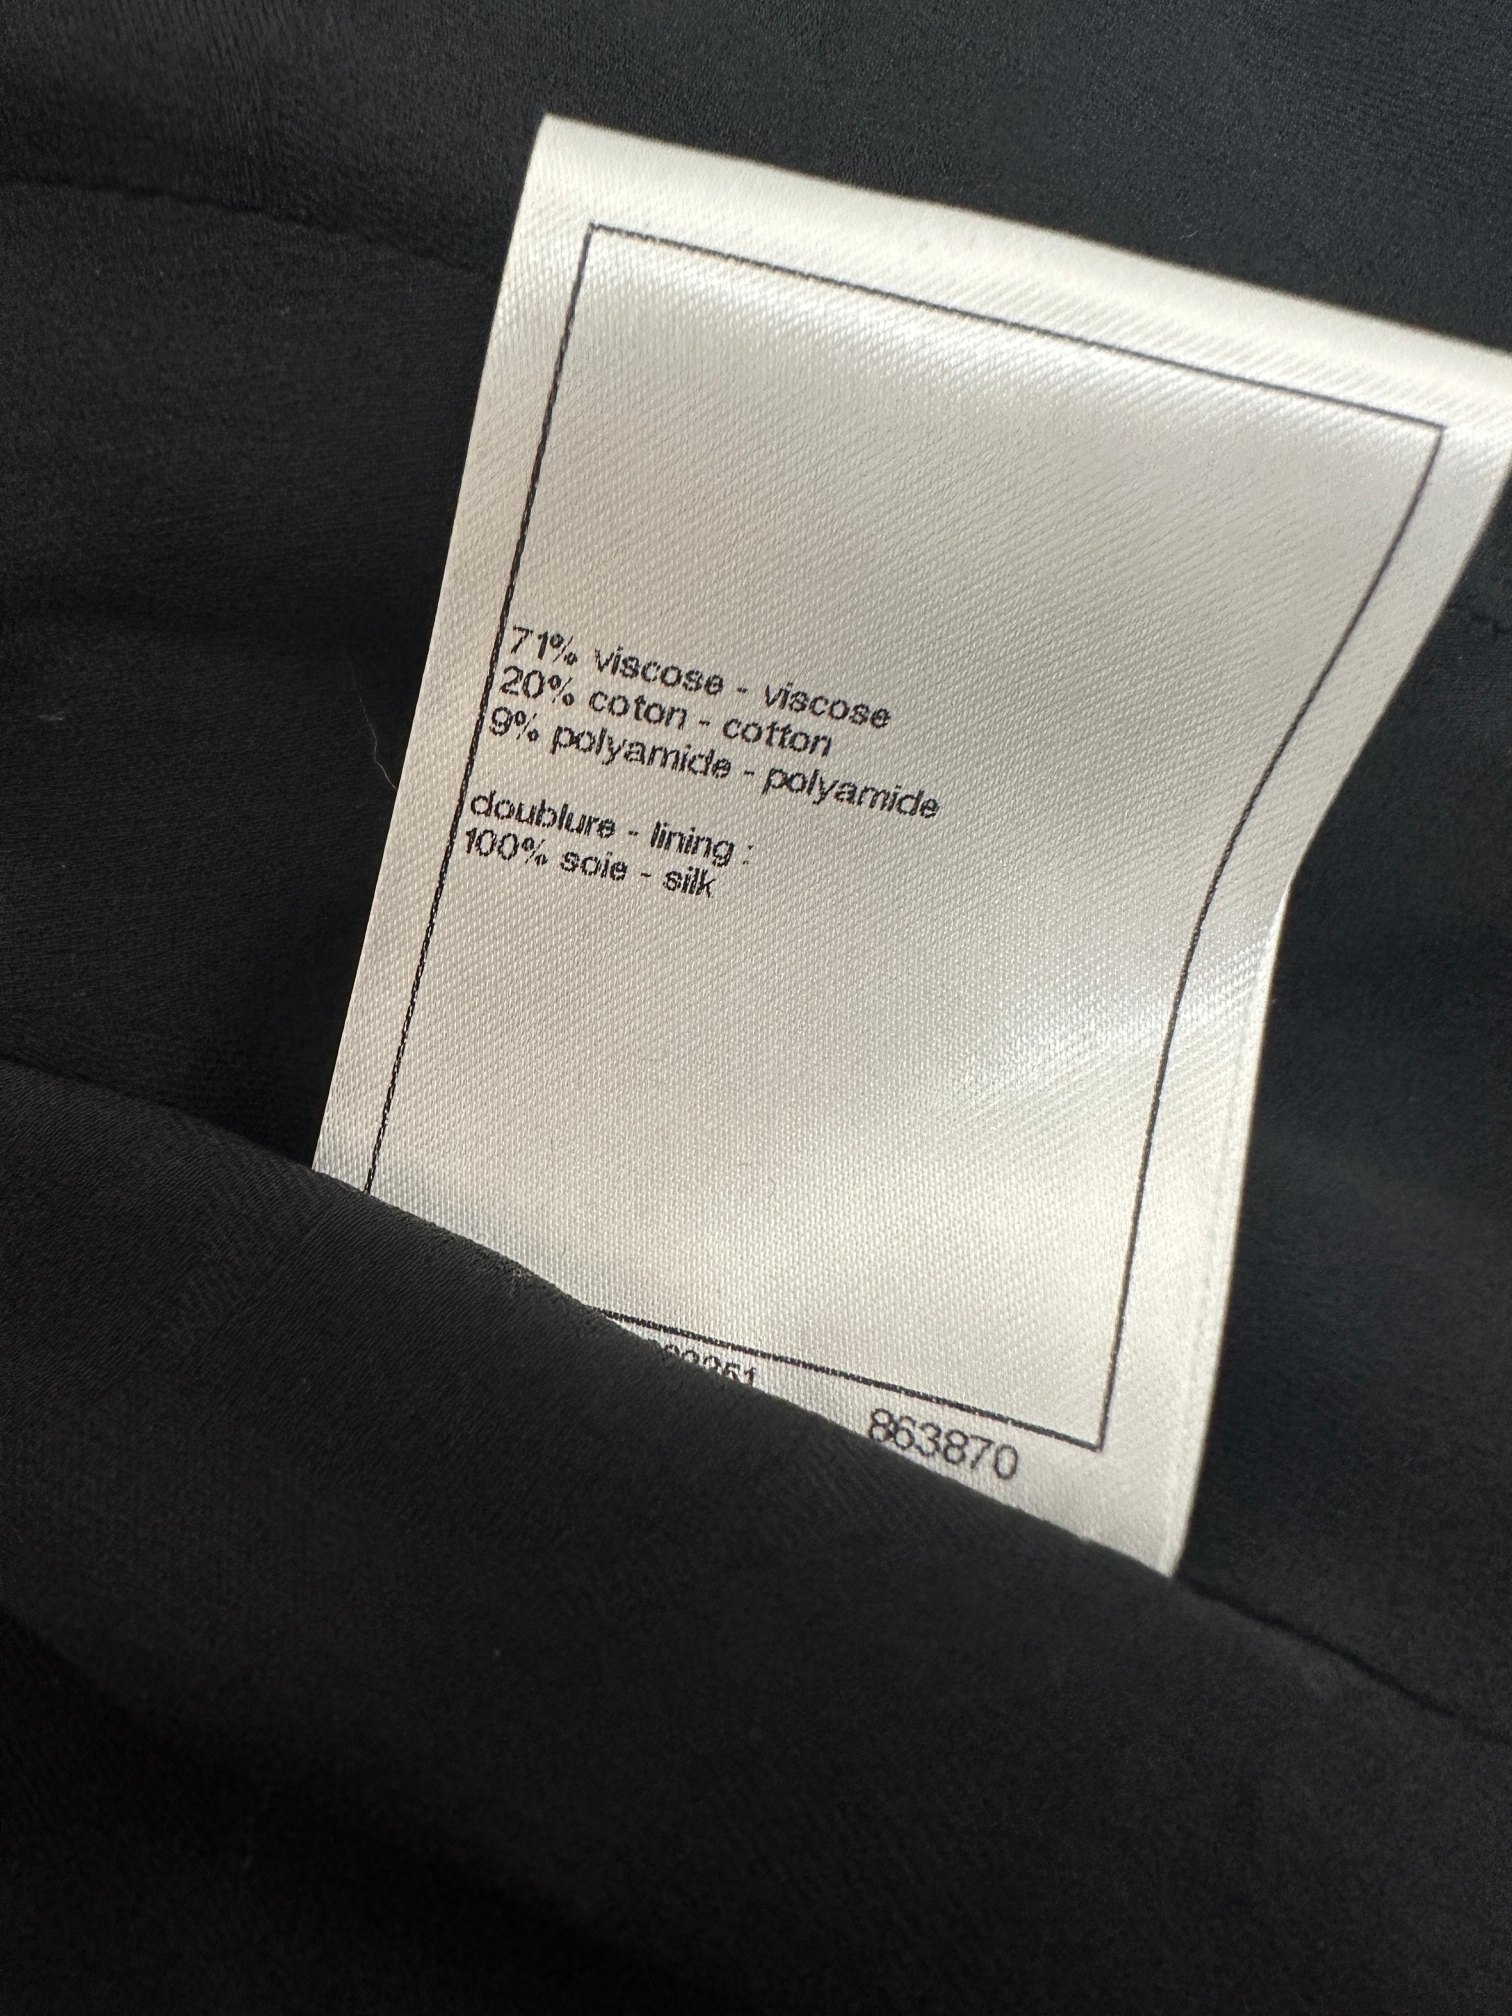 71% viscose - viscose
20% coton - cotton
9% polyamide - polyamide
doublure - lining :
100% soie - silk
863870